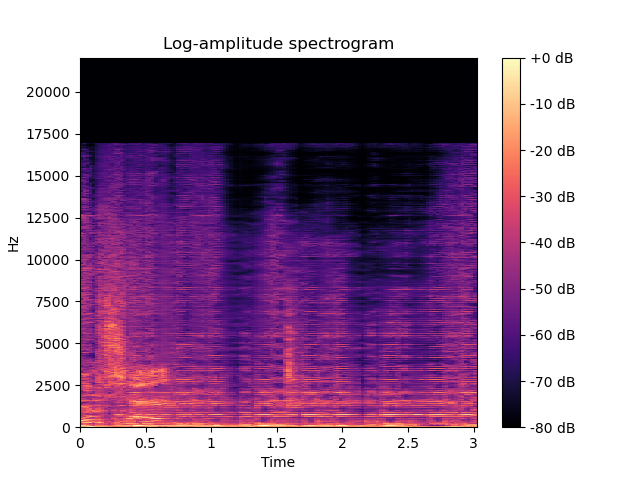 Log-amplitude spectrogram
Hz
20000
17500
15000
12500
10000
7500
5000
2500
0
0 0.5 1 1.5 2 2.5 3
Time
+0 dB
-10 dB
-20 dB
-30 dB
-40 dB
-50 dB
-60 dB
-70 dB
-80 dB